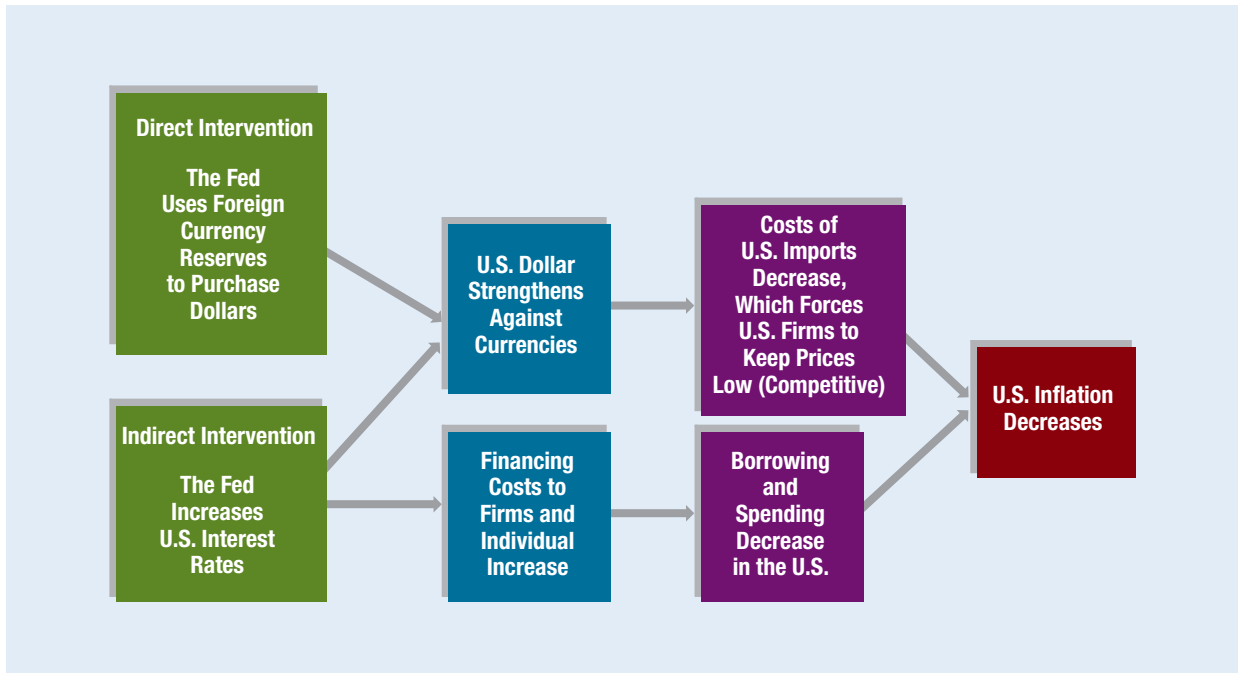 Direct Intervention
The Fed
Uses Foreign
Currency
Reserves
to Purchase
Dollars
Indirect Intervention
The Fed
Increases
U.S. Interest
Rates
U.S. Dollar
Strengthens
Against
Currencies
Financing
Costs to
Firms and
Individual
Increase
Costs of
U.S. Imports
Decrease,
Which Forces
U.S. Firms to
Keep Prices
Low (Competitive)
Borrowing
and
Spending
Decrease
in the U.S.
U.S. Inflation
Decreases